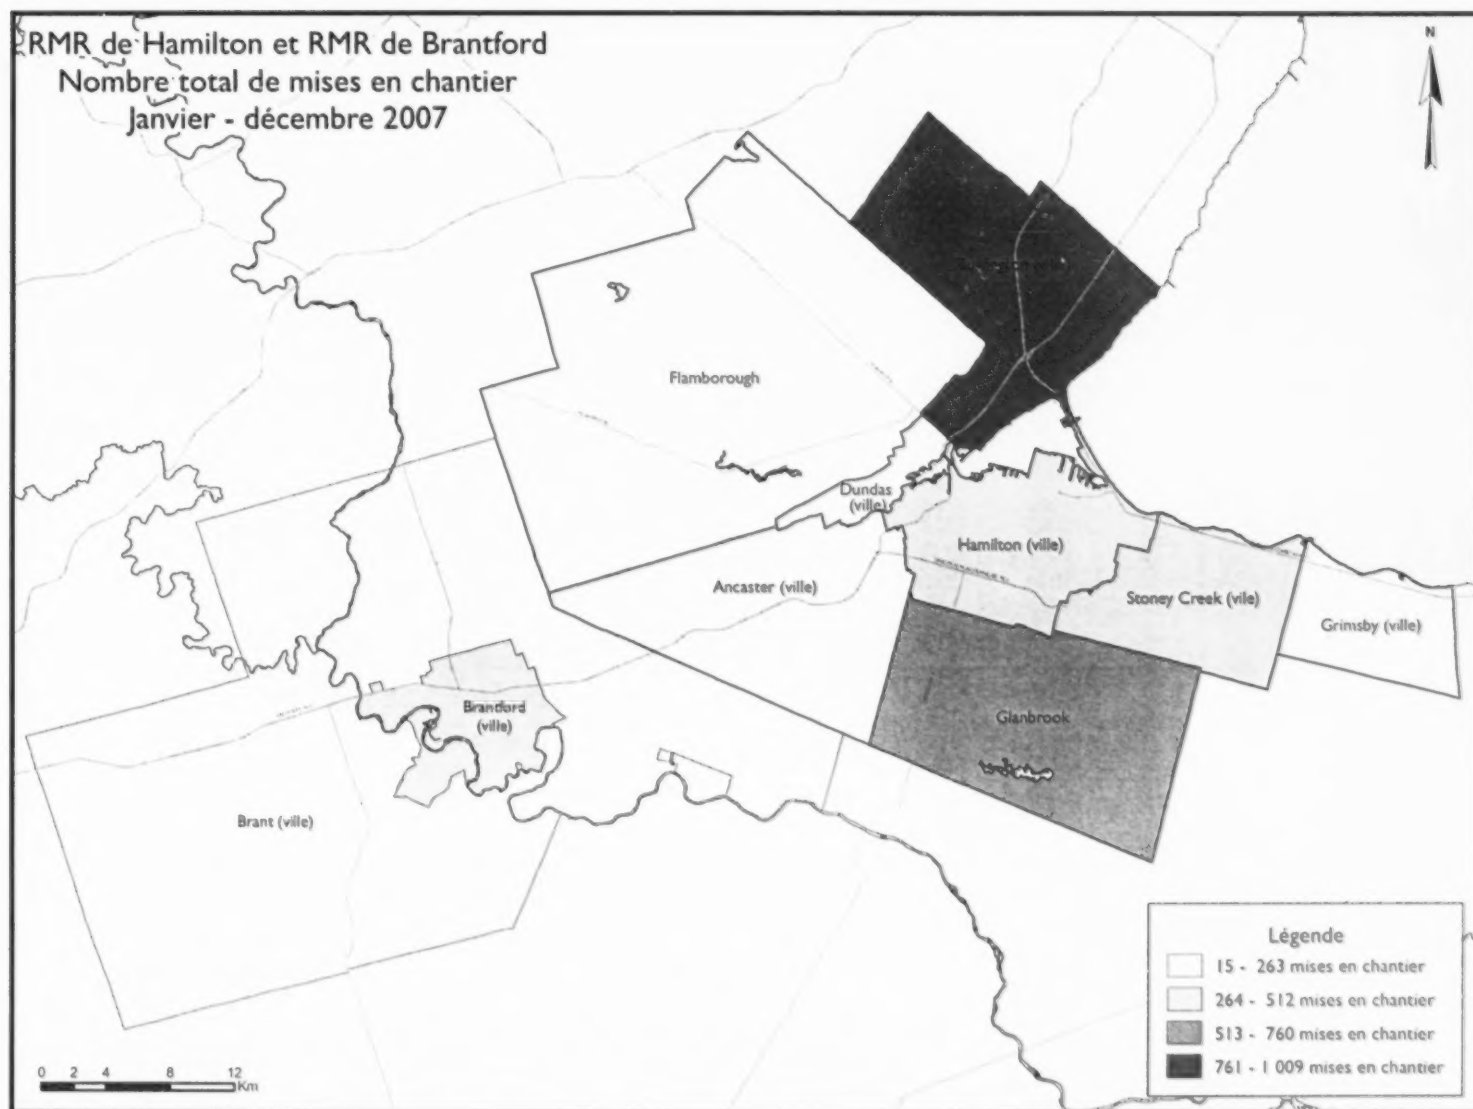 RMR de Hamilton et RMR de Brantford
Nombre total de mises en chantier
Janvier - décembre 2007
N
Flamborough
Dundas
(ville)
Hamilton (ville)
Ancaster (ville)
Stoney Creek (vile)
Grimsby (ville)
Brantford
(ville)
Glanbrook
Brant (ville)
Légende
15 - 263 mises en chantier
264 - 512 mises en chantier
513 - 760 mises en chantier
761 - 1 009 mises en chantier
0 2 4 8 12
Km